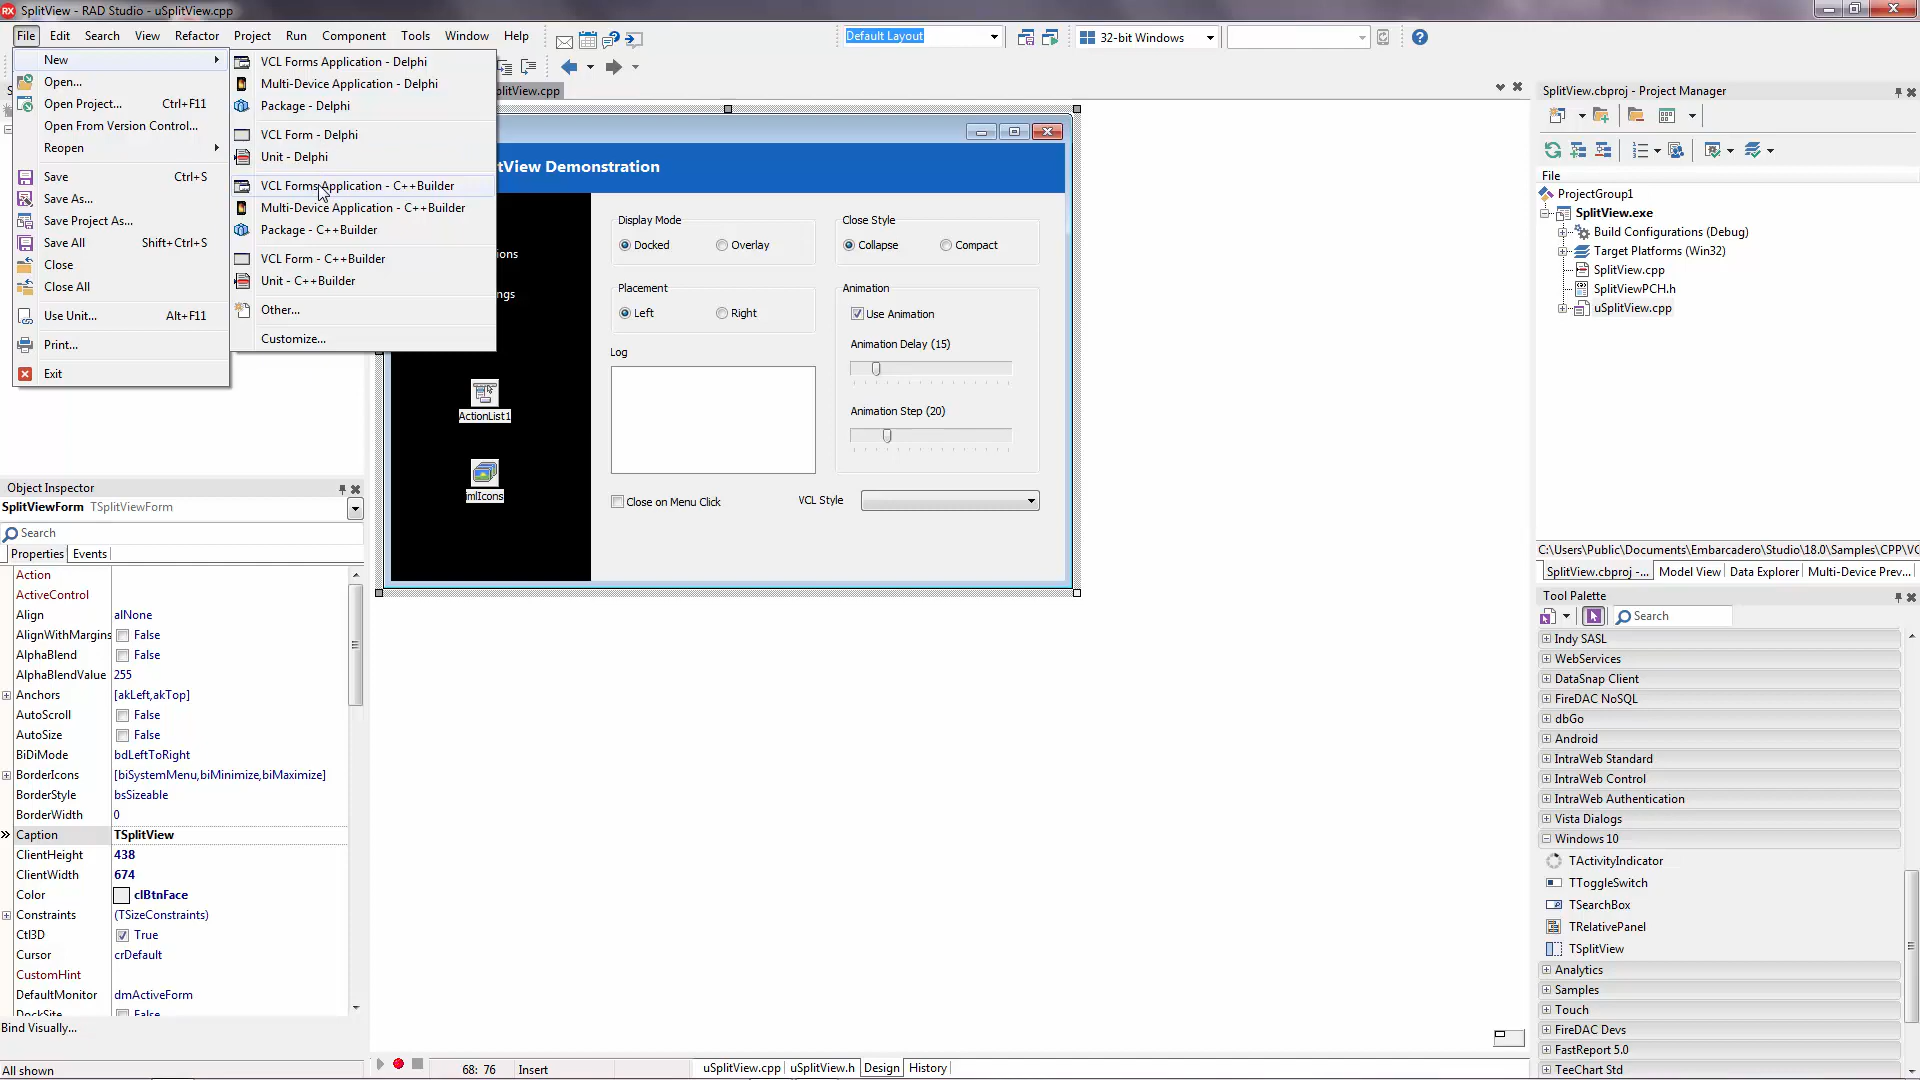 SplitView - RAD Studio - uSplitView.cpp
File Edit Search View Refactor Project Run Component Tools Window Help
Default Layout
32-bit Windows
New
Open...
Open Project... Ctrl+F11
Open From Version Control...
Reopen
Save Ctrl+S
Save As...
Save Project As...
Save All Shift+Ctrl+S
Close
Close All
Use Unit... Alt+F11
Print...
Exit
VCL Forms Application - Delphi
Multi-Device Application - Delphi
Package - Delphi
VCL Form - Delphi
Unit - Delphi
VCL Forms Application - C++Builder
Multi-Device Application - C++Builder
Package - C++Builder
VCL Form - C++Builder
Unit - C++Builder
Other...
Customize...
plitView.cpp
tView Demonstration
ions
ngs
ActionList1
imlIcons
Display Mode
Docked Overlay
Close Style
Collapse Compact
Placement
Left Right
Animation
Use Animation
Animation Delay (15)
Animation Step (20)
Log
Close on Menu Click
VCL Style
Object Inspector
SplitViewForm TSplitViewForm
Search
Properties Events
Action
ActiveControl
Align alNone
AlignWithMargins False
AlphaBlend False
AlphaBlendValue 255
Anchors [akLeft,akTop]
AutoScroll False
AutoSize False
BiDiMode bdLeftToRight
BorderIcons [biSystemMenu,biMinimize,biMaximize]
BorderStyle bsSizeable
BorderWidth 0
Caption TSplitView
ClientHeight 438
ClientWidth 674
Color clBtnFace
Constraints (TSizeConstraints)
Ctl3D True
Cursor crDefault
CustomHint
DefaultMonitor dmActiveForm
DockSite False
Bind Visually...
All shown
68: 76 Insert
uSplitView.cpp uSplitView.h Design History
SplitView.cbproj - Project Manager
File
ProjectGroup1
SplitView.exe
Build Configurations (Debug)
Target Platforms (Win32)
SplitView.cpp
SplitViewPCH.h
uSplitView.cpp
C:\Users\Public\Documents\Embarcadero\Studio\18.0\Samples\CPP\VC
SplitView.cbproj -... Model View Data Explorer Multi-Device Prev...
Tool Palette
Search
Indy SASL
WebServices
DataSnap Client
FireDAC NoSQL
dbGo
Android
IntraWeb Standard
IntraWeb Control
IntraWeb Authentication
Vista Dialogs
Windows 10
TActivityIndicator
TToggleSwitch
TSearchBox
TRelativePanel
TSplitView
Analytics
Samples
Touch
FireDAC Devs
FastReport 5.0
TeeChart Std